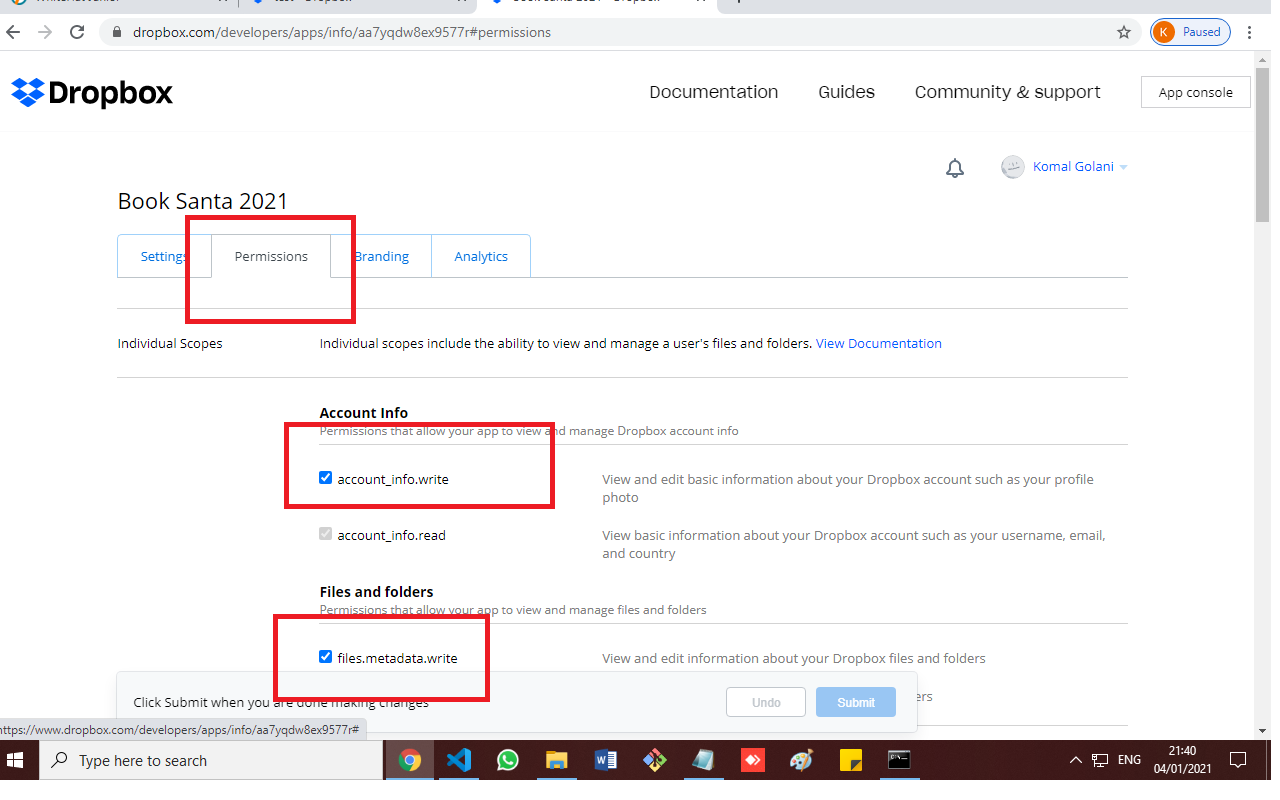 dropbox.com/developers/apps/info/aa7yqdw8ex9577r#permissions
K Paused
Dropbox
Documentation Guides Community & support App console
Komal Golani
Book Santa 2021
Settings Permissions Branding Analytics
Individual Scopes Individual scopes include the ability to view and manage a user's files and folders. View Documentation
Account Info
Permissions that allow your app to view and manage Dropbox account info
account_info.write View and edit basic information about your Dropbox account such as your profile
photo
account_info.read View basic information about your Dropbox account such as your username, email,
and country
Files and folders
Permissions that allow your app to view and manage files and folders
files.metadata.write View and edit information about your Dropbox files and folders
Click Submit when you are done making changes Undo Submit
https://www.dropbox.com/developers/apps/info/aa7yqdw8ex9577r#
Type here to search ENG 21:40
04/01/2021